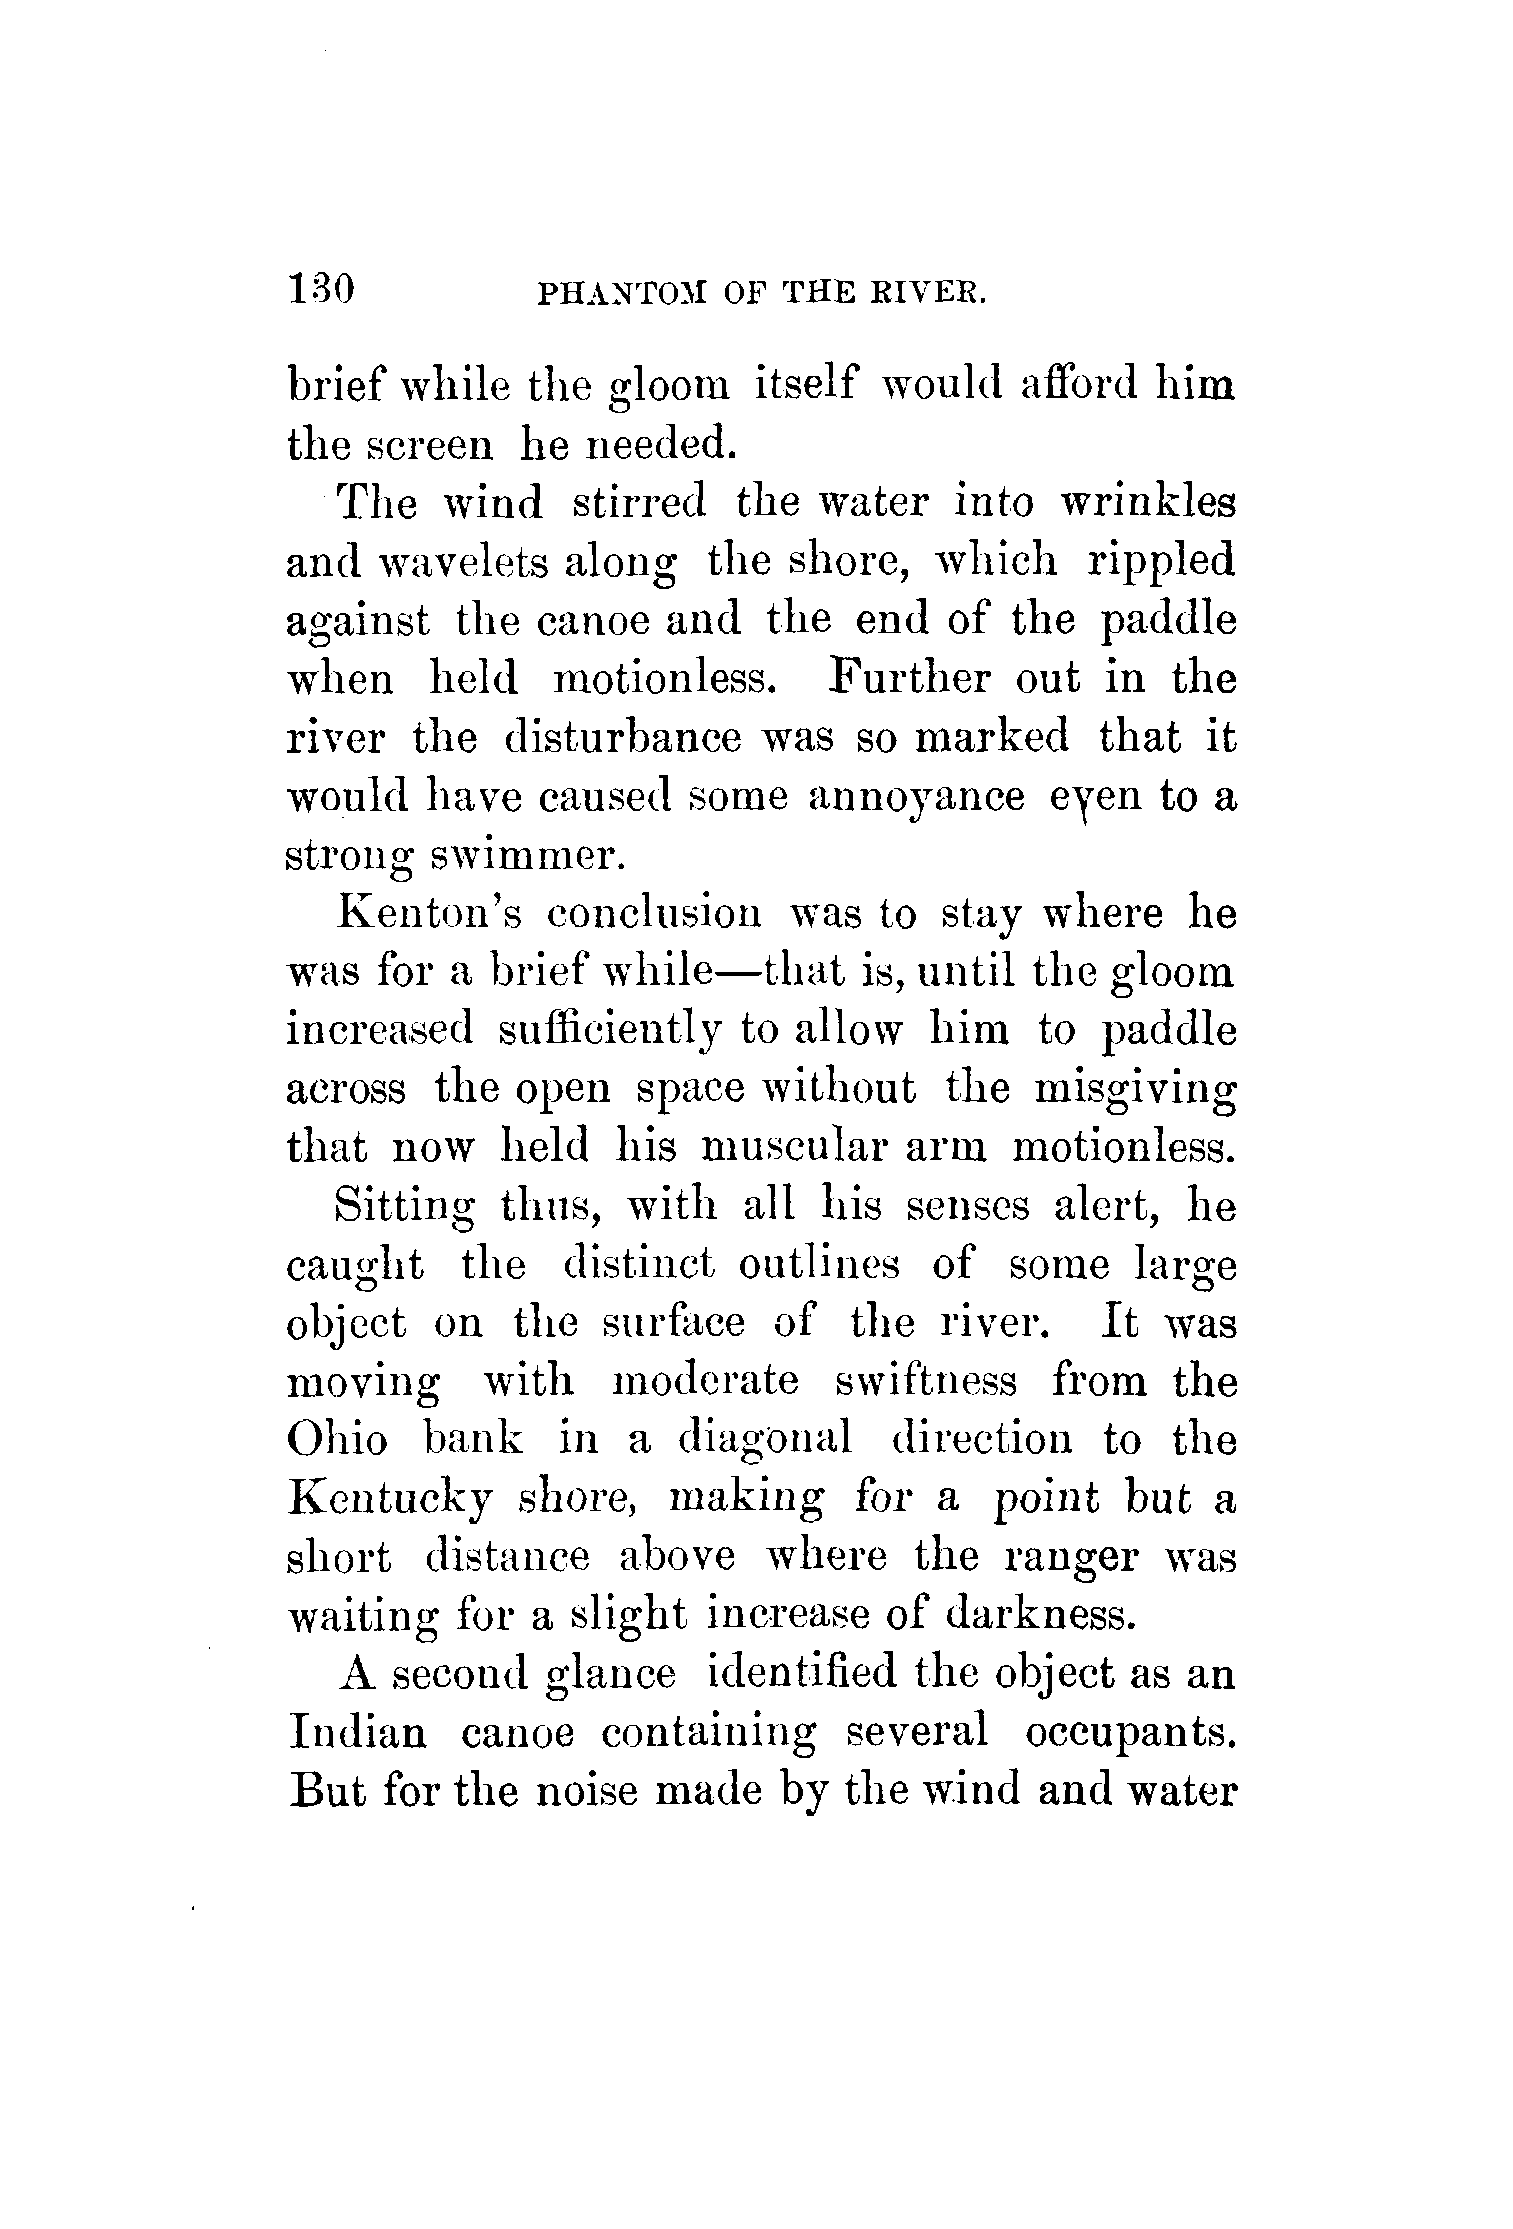 130 PHANTOM OF THE RIVER.
brief while the gloom itself would afford him
the screen he needed.
The wind stirred the water into wrinkles
and wavelets along the shore, which rippled
against the canoe and the end of the paddle
when held motionless. Further out in the
river the disturbance was so marked that it
would have caused some annoyance even to a
strong swimmer.
Kenton's conclusion was to stay where he
was for a brief while—that is, until the gloom
increased sufficiently to allow him to paddle
across the open space without the misgiving
that now held his muscular arm motionless.
Sitting thus, with all his senses alert, he
caught the distinct outlines of some large
object on the surface of the river. It was
moving with moderate swiftness from the
Ohio bank in a diagonal direction to the
Kentucky shore, making for a point but a
short distance above where the ranger was
waiting for a slight increase of darkness.
A second glance identified the object as an
Indian canoe containing several occupants.
But for the noise made by the wind and water